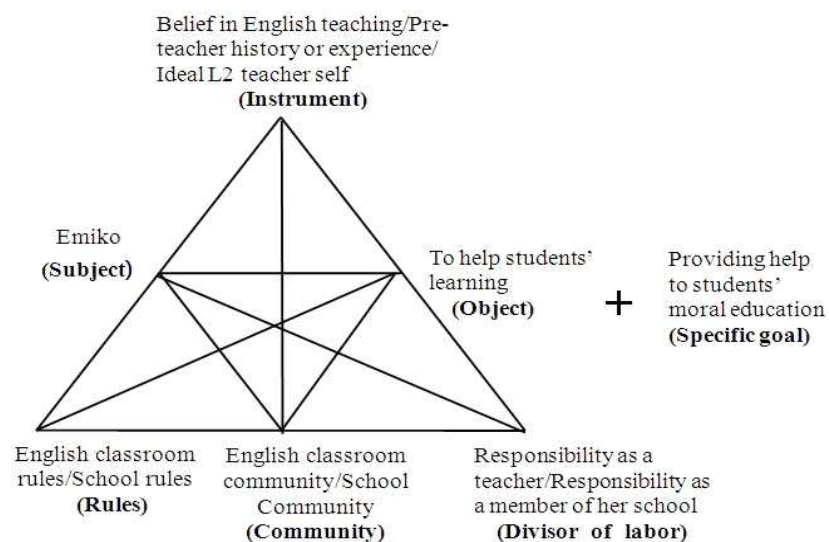 Belief in English teaching/Pre-
teacher history or experience/
Ideal L2 teacher self
(Instrument)
Emiko
(Subject)
To help students’
learning
(Object)
+
Providing help
to students’
moral education
(Specific goal)
English classroom
rules/School rules
(Rules)
English classroom
community/School
Community
(Community)
Responsibility as a
teacher/Responsibility as
a member of her school
(Divisor of labor)